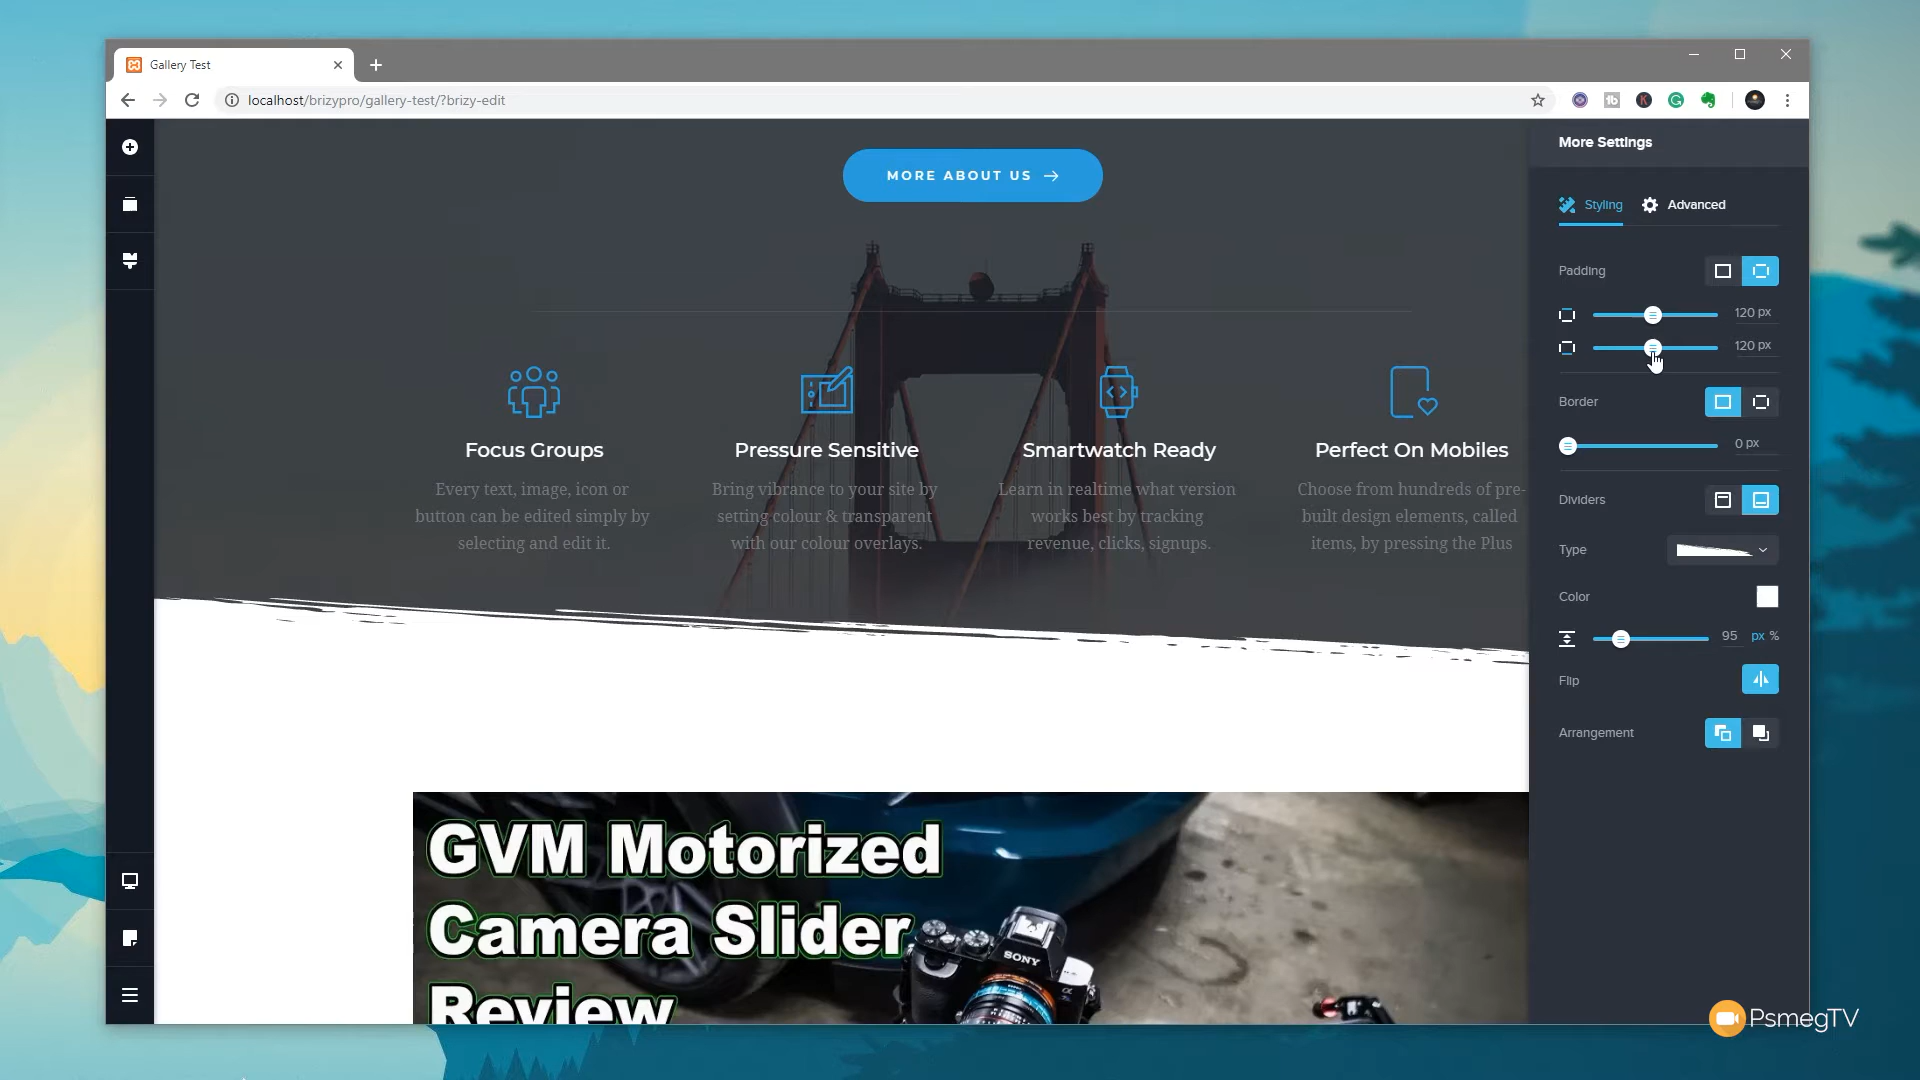 Gallery Test
localhost/brizypro/gallery-test/?brizy-edit
More Settings
MORE ABOUT US
Styling
Advanced
Padding
120 px
120 px
Border
0 px
Dividers
Type
Color
95 px %
Flip
Arrangement
Focus Groups
Every text, image, icon or
button can be edited simply by
selecting and edit it.
Pressure Sensitive
Bring vibrance to your site by
setting colour & transparent
with our colour overlays.
Smartwatch Ready
Learn in realtime what version
works best by tracking
revenue, clicks, signups.
Perfect On Mobiles
Choose from hundreds of pre-
built design elements, called
items, by pressing the Plus
GVM Motorized
Camera Slider
Review
SONY
PsmegTV